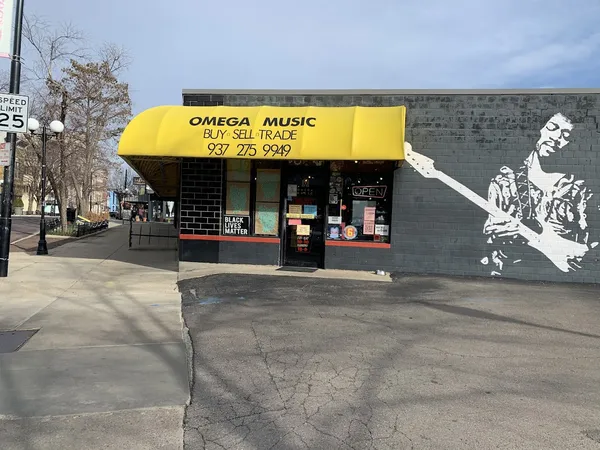 SPEED
LIMIT
25
OMEGA MUSIC
BUY - SELL - TRADE
937 275 9949
OPEN
BLACK
LIVES
MATTER